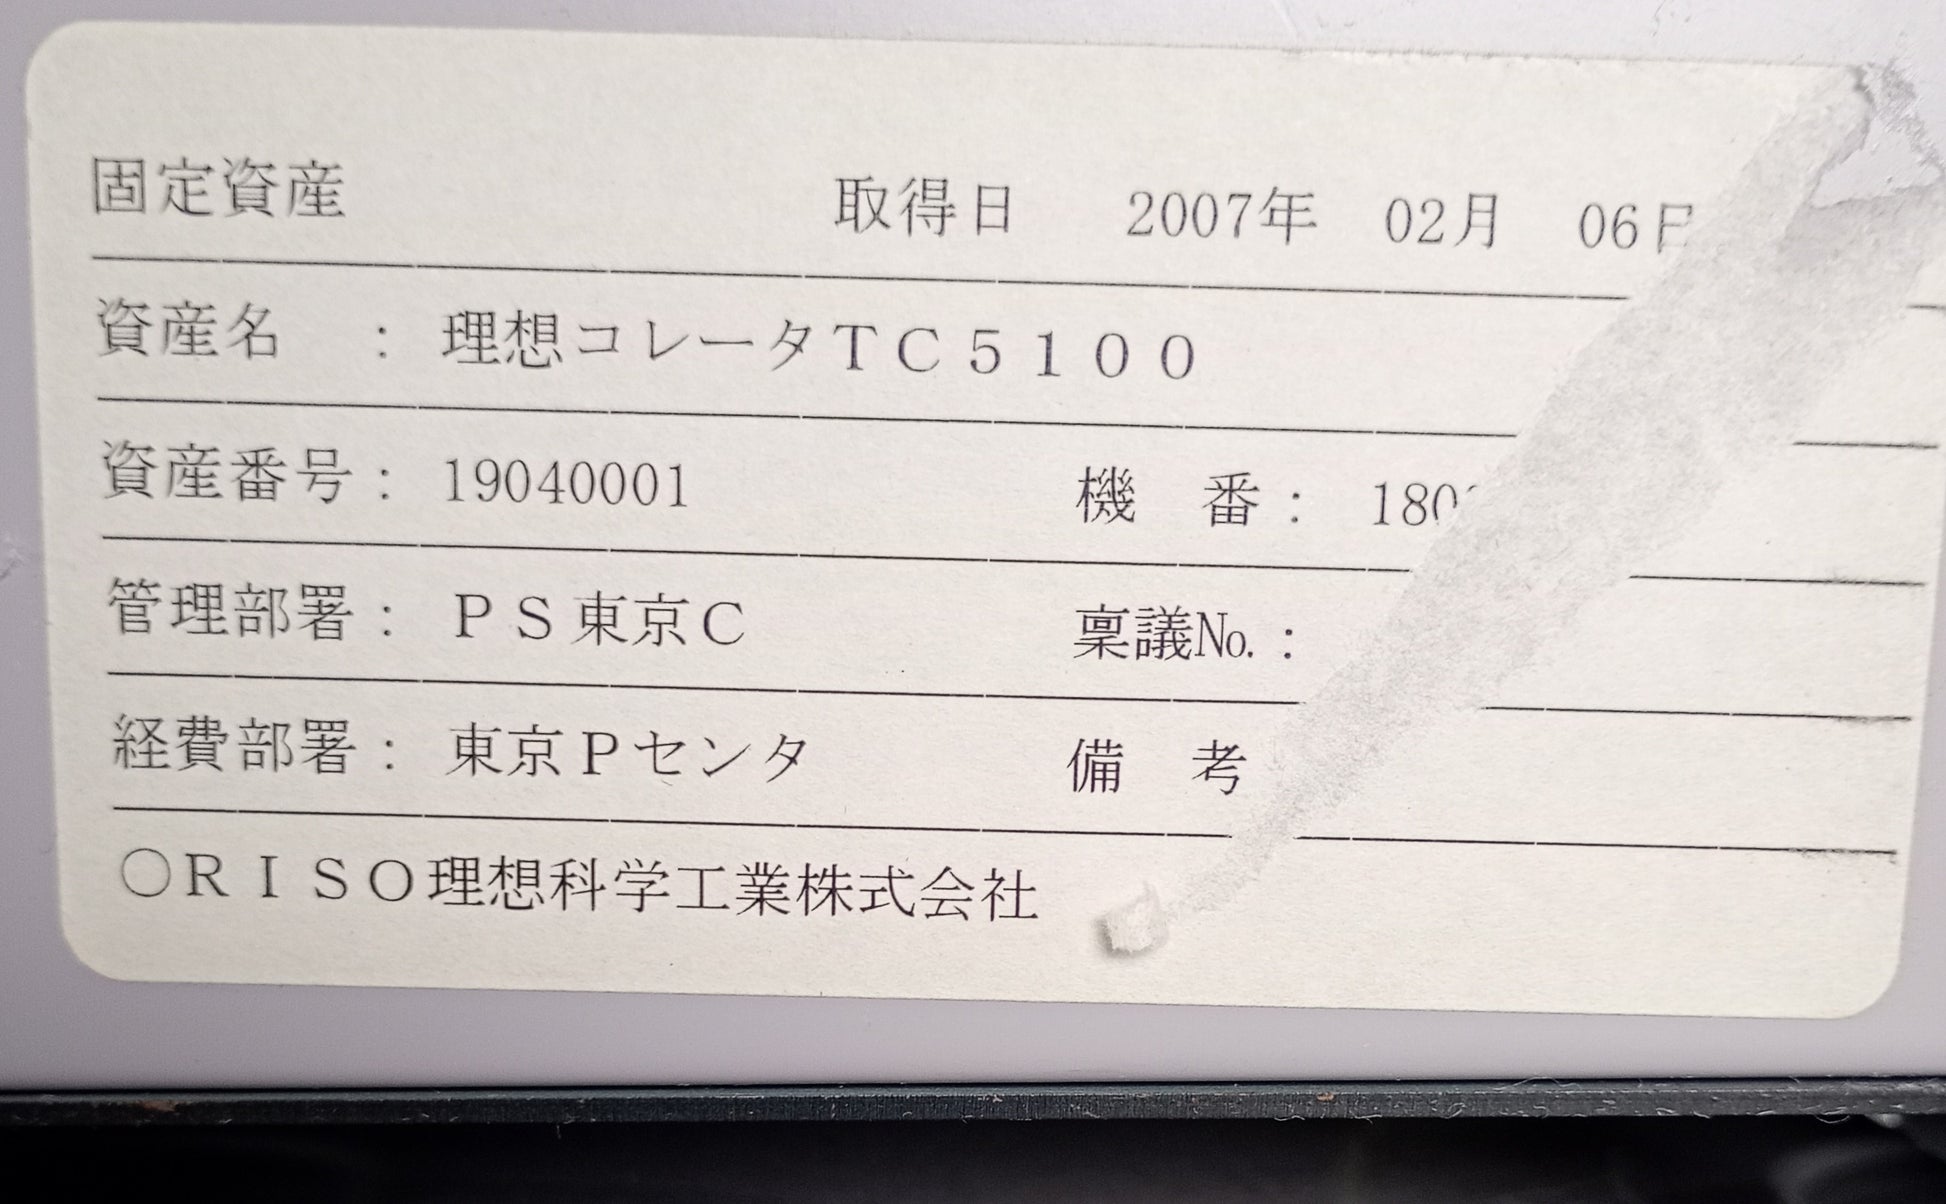 固定資産 取得日 2007年 02月 06日
資産名 : 理想コレータTC5100
資産番号: 19040001 機 番: 180
管理部署: PS東京C 稟議No.:
経費部署: 東京Pセンタ 備 考
○RISO理想科学工業株式会社